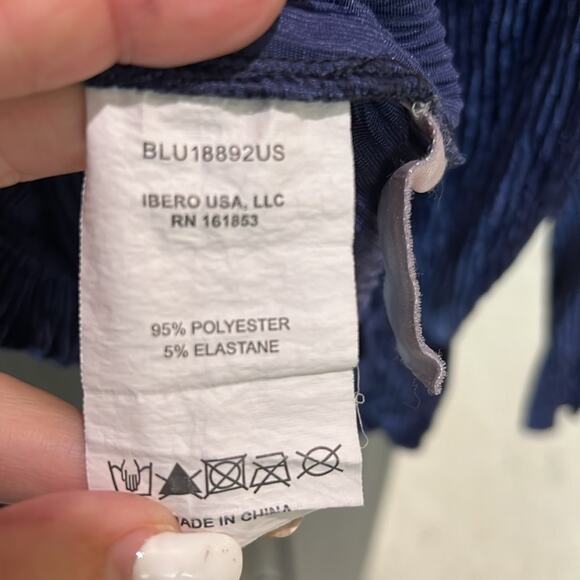 BLU18892US
IBERO USA, LLC
RN 161853
95% POLYESTER
5% ELASTANE
MADE IN CHINA